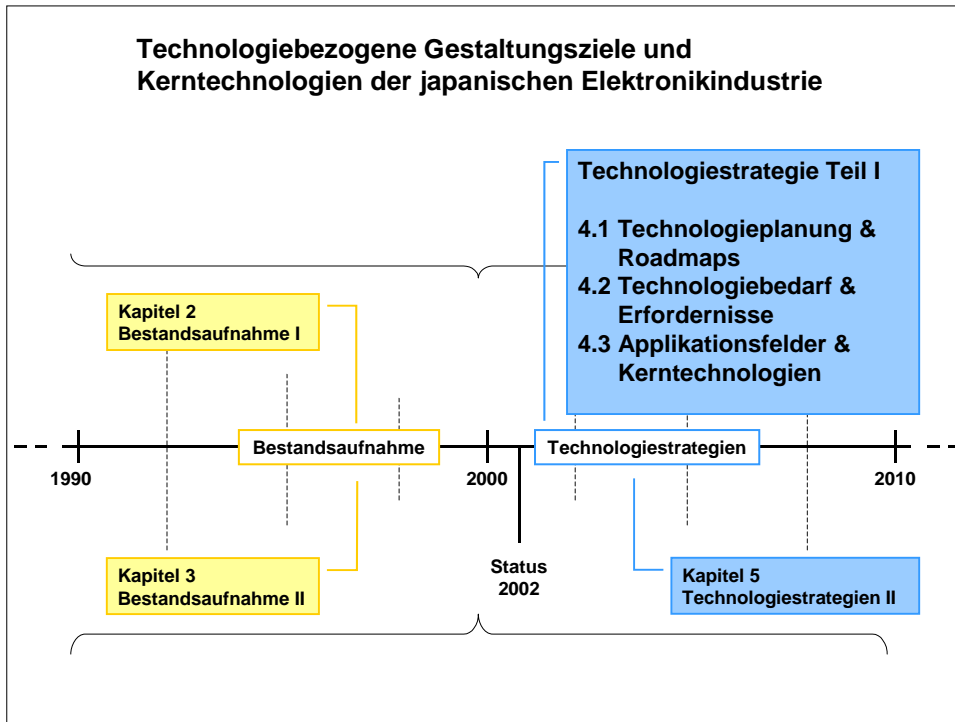 Technologiebezogene Gestaltungsziele und
Kerntechnologien der japanischen Elektronikindustrie
Technologiestrategie Teil I
4.1 Technologieplanung &
Roadmaps
4.2 Technologiebedarf &
Erfordernisse
4.3 Applikationsfelder &
Kerntechnologien
Kapitel 2
Bestandsaufnahme I
Bestandsaufnahme
Technologiestrategien
1990
2000
2010
Status
2002
Kapitel 3
Bestandsaufnahme II
Kapitel 5
Technologiestrategien II